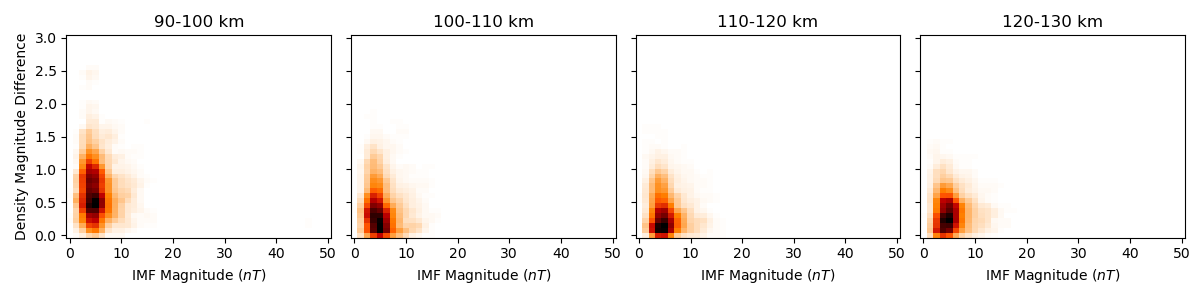 90-100 km 100-110 km 110-120 km 120-130 km
Density Magnitude Difference
3.0
2.5
2.0
1.5
1.0
0.5
0.0
0 10 20 30 40 50 0 10 20 30 40 50 0 10 20 30 40 50 0 10 20 30 40 50
IMF Magnitude (nT) IMF Magnitude (nT) IMF Magnitude (nT) IMF Magnitude (nT)